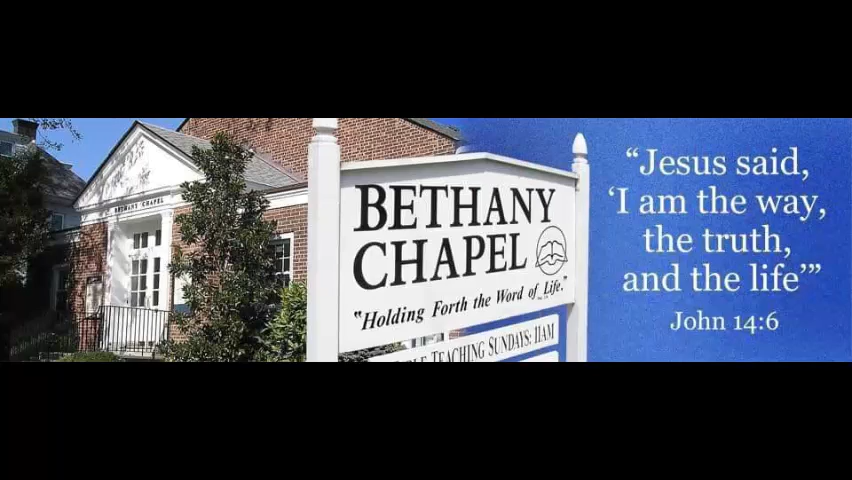 BETHANY CHAPEL
BETHANY
CHAPEL
"Holding Forth the Word of Life."
TEACHING SUNDAYS: 11AM
“Jesus said,
‘I am the way,
the truth,
and the life’”
John 14:6